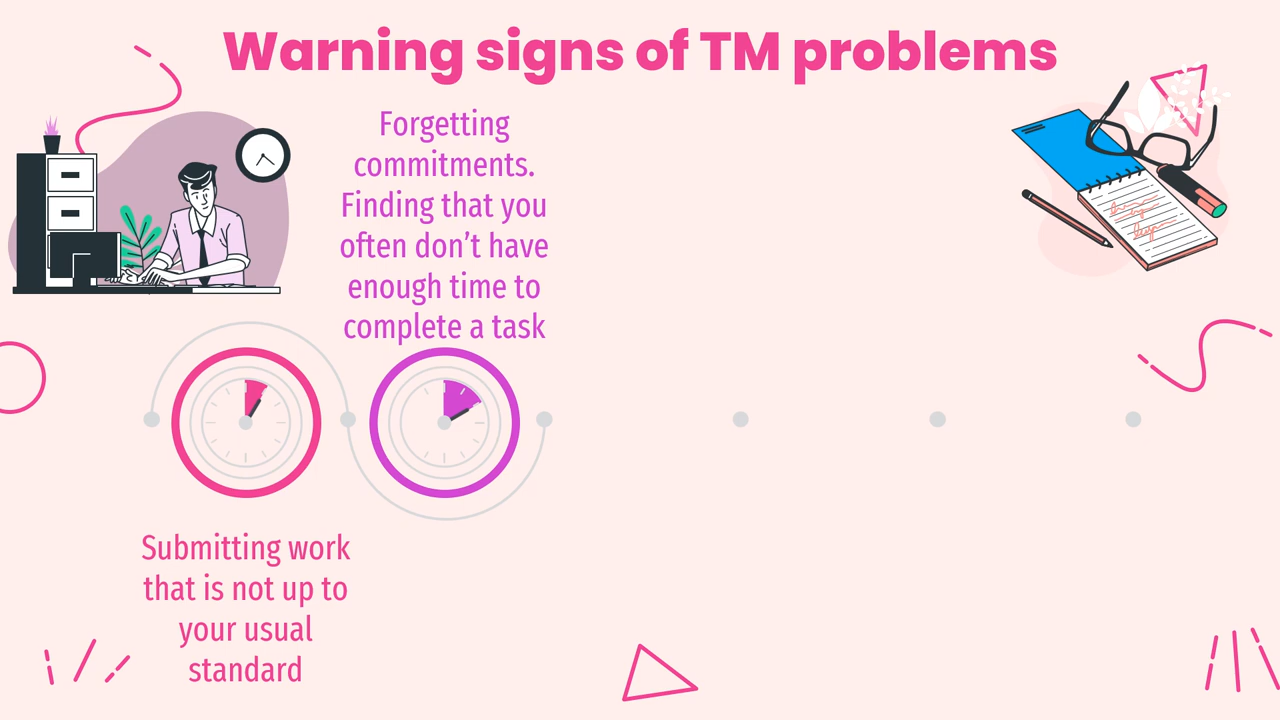 Warning signs of TM problems
Forgetting
commitments.
Finding that you
often don’t have
enough time to
complete a task
Submitting work
that is not up to
your usual
standard